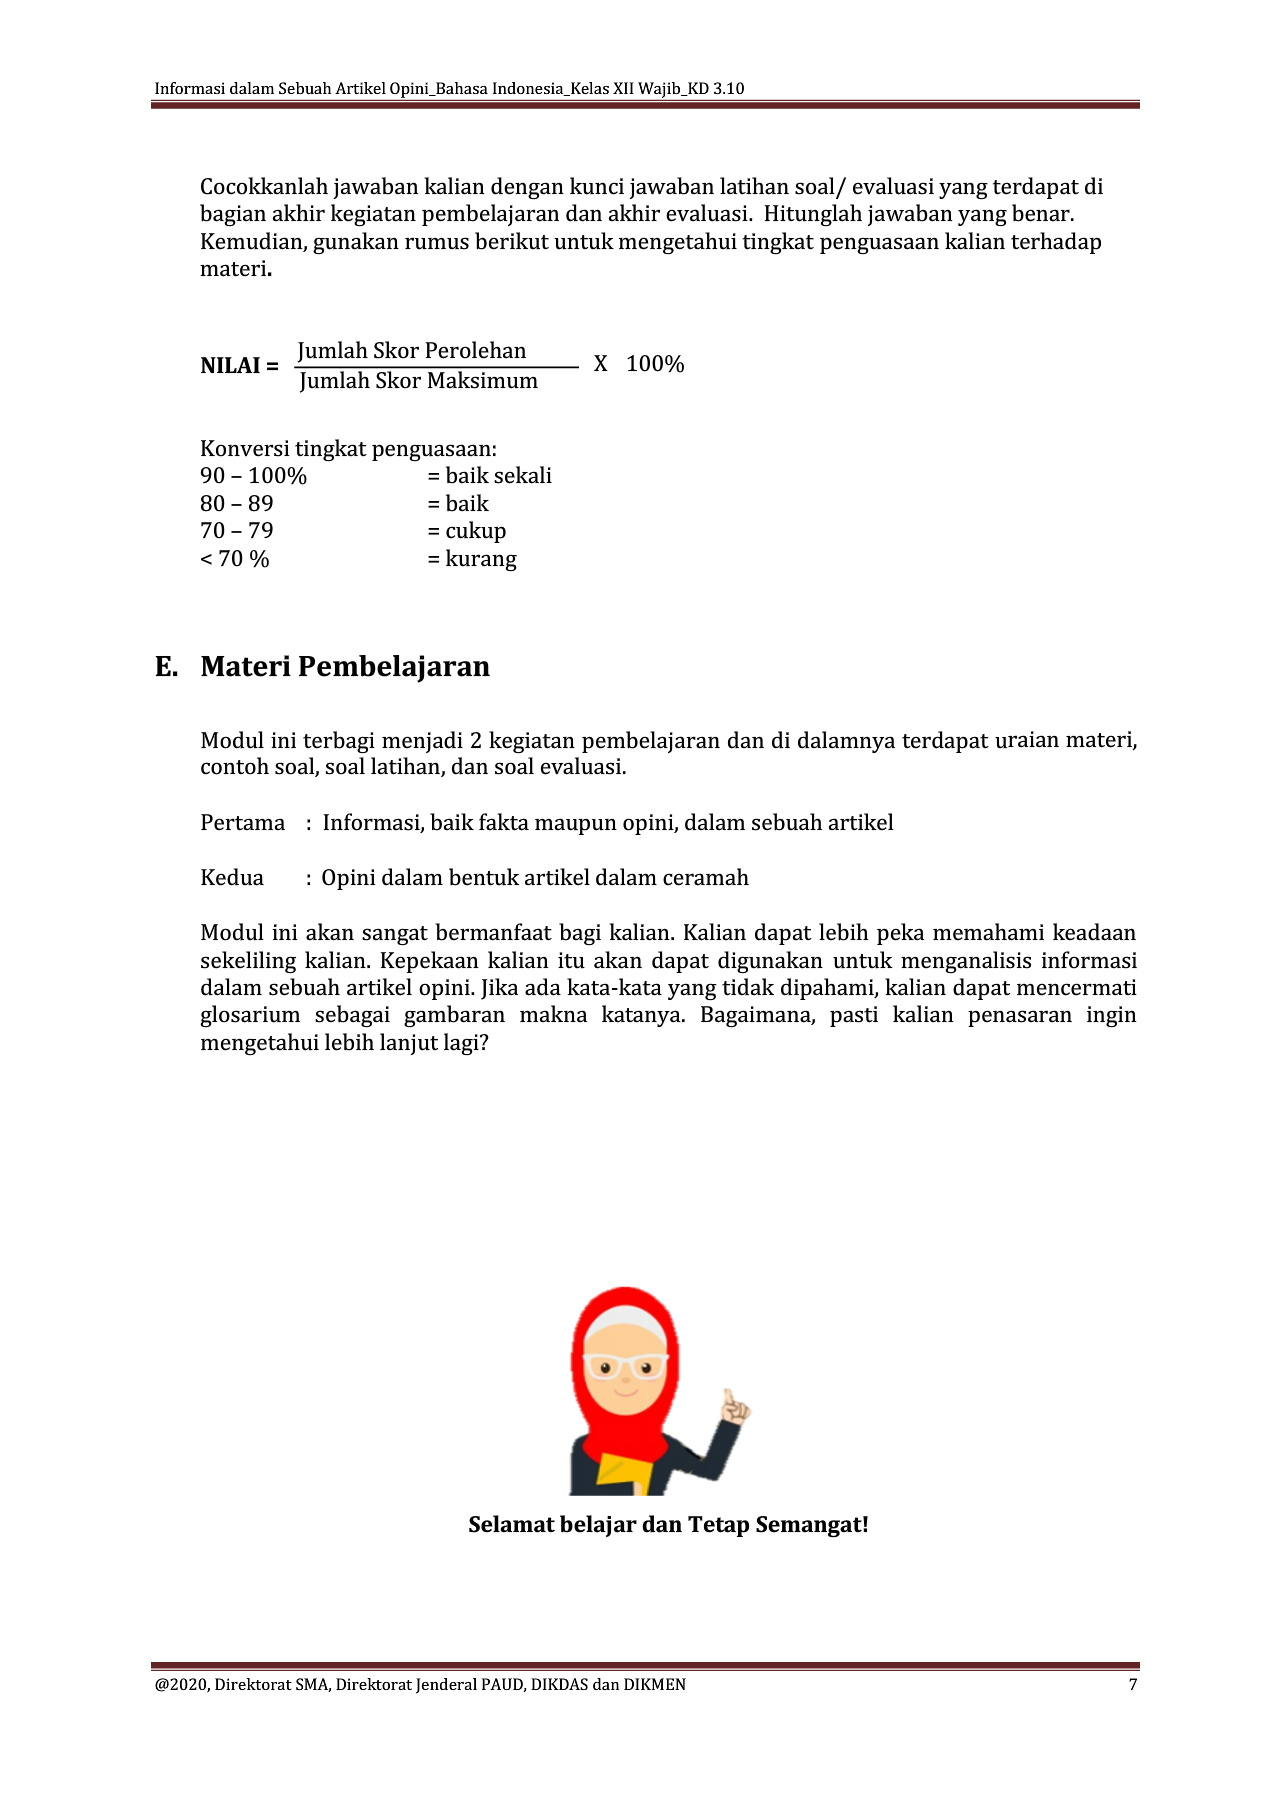 Informasi dalam Sebuah Artikel Opini_Bahasa Indonesia_Kelas XII Wajib_KD 3.10
Cocokkanlah jawaban kalian dengan kunci jawaban latihan soal/ evaluasi yang terdapat di
bagian akhir kegiatan pembelajaran dan akhir evaluasi.  Hitunglah jawaban yang benar.
Kemudian, gunakan rumus berikut untuk mengetahui tingkat penguasaan kalian terhadap
materi.
Jumlah Skor Perolehan
NILAI = X 100%
Jumlah Skor Maksimum
Konversi tingkat penguasaan:
90 – 100% = baik sekali
80 – 89 = baik
70 – 79 = cukup
< 70 % = kurang
E. Materi Pembelajaran
Modul ini terbagi menjadi 2 kegiatan pembelajaran dan di dalamnya terdapat uraian materi,
contoh soal, soal latihan, dan soal evaluasi.
Pertama : Informasi, baik fakta maupun opini, dalam sebuah artikel
Kedua : Opini dalam bentuk artikel dalam ceramah
Modul ini akan sangat bermanfaat bagi kalian. Kalian dapat lebih peka memahami keadaan
sekeliling kalian. Kepekaan kalian itu akan dapat digunakan untuk menganalisis informasi
dalam sebuah artikel opini. Jika ada kata-kata yang tidak dipahami, kalian dapat mencermati
glosarium sebagai gambaran makna katanya. Bagaimana, pasti kalian penasaran ingin
mengetahui lebih lanjut lagi?
Selamat belajar dan Tetap Semangat!
@2020, Direktorat SMA, Direktorat Jenderal PAUD, DIKDAS dan DIKMEN 7